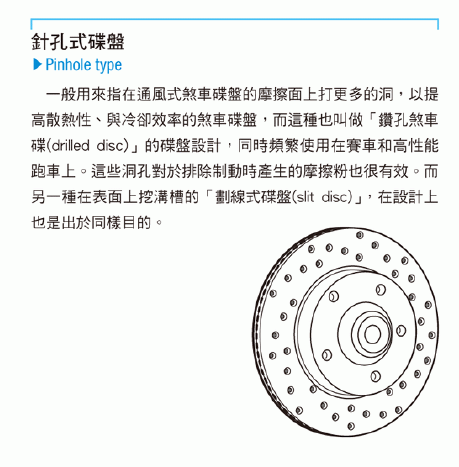 針孔式碟盤
▶Pinhole type
一般用來指在通風式煞車碟盤的摩擦面上打更多的洞，以提
高散熱性、與冷卻效率的煞車碟盤，而這種也叫做「鑽孔煞車
碟(drilled disc)」的碟盤設計，同時頻繁使用在賽車和高性能
跑車上。這些洞孔對於排除制動時產生的摩擦粉也很有效。而
另一種在表面上挖溝槽的「劃線式碟盤(slit disc)」，在設計上
也是出於同樣目的。